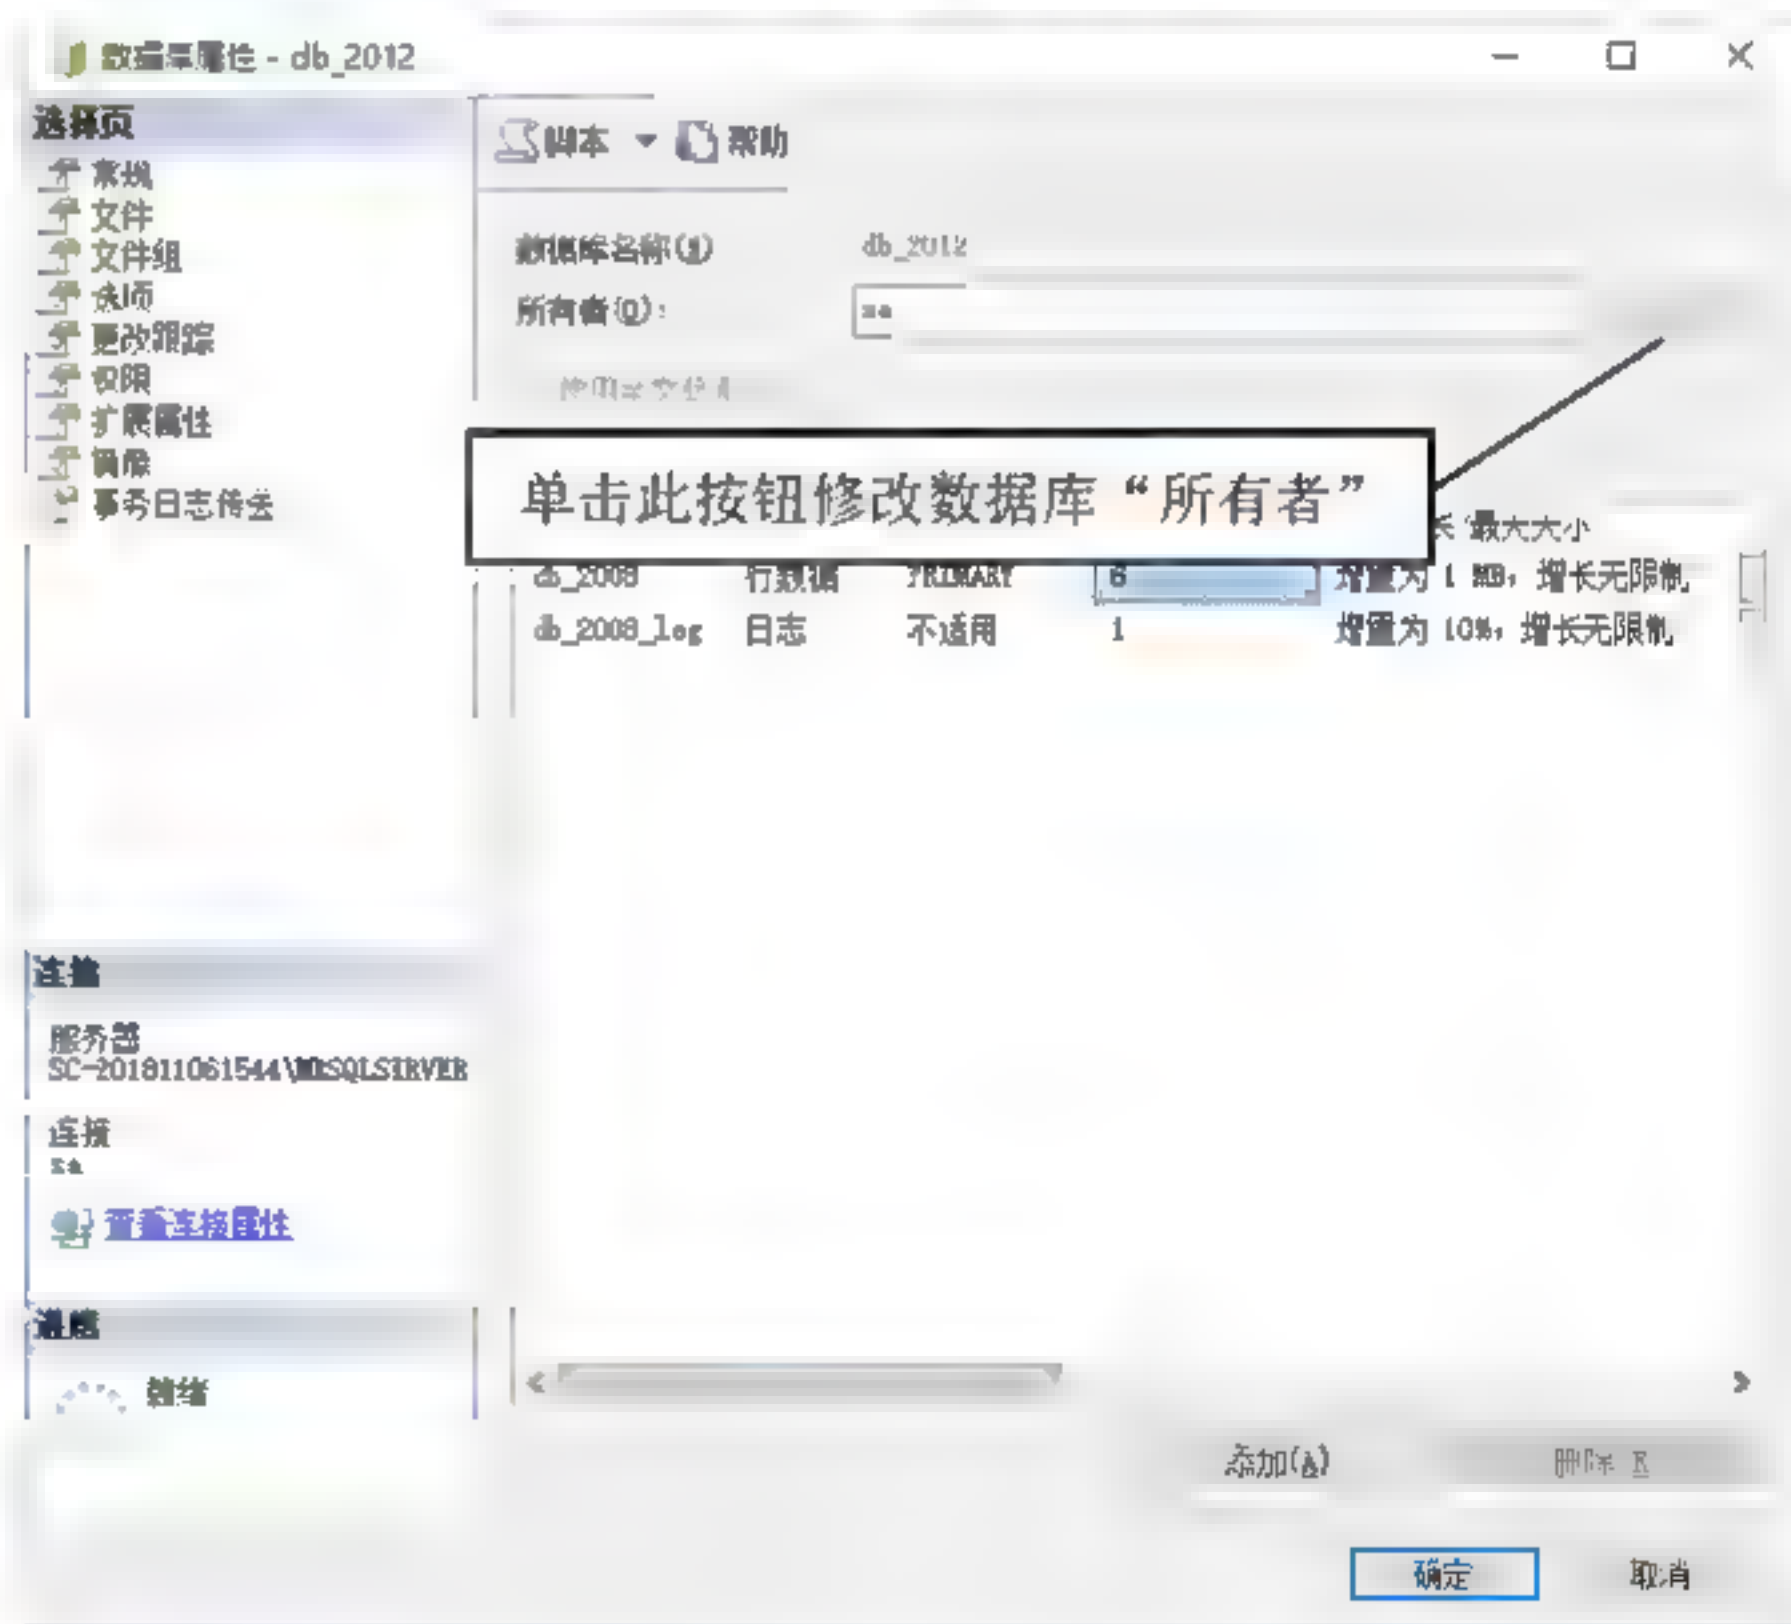 数据库属性 - db_2012
选择页
常规
文件
文件组
选项
更改跟踪
权限
扩展属性
镜像
事务日志传送
脚本 帮助
数据库名称(N) db_2012
所有者(O): sa
单击此按钮修改数据库“所有者”
长 最大大小
db_2008 行数据 PRIMARY 6 增量为 1 MB，增长无限制
db_2008_log 日志 不适用 1 增量为 10%，增长无限制
连接
服务器
连接
sa
查看连接属性
进度
就绪
添加(A) 删除 R
确定 取消